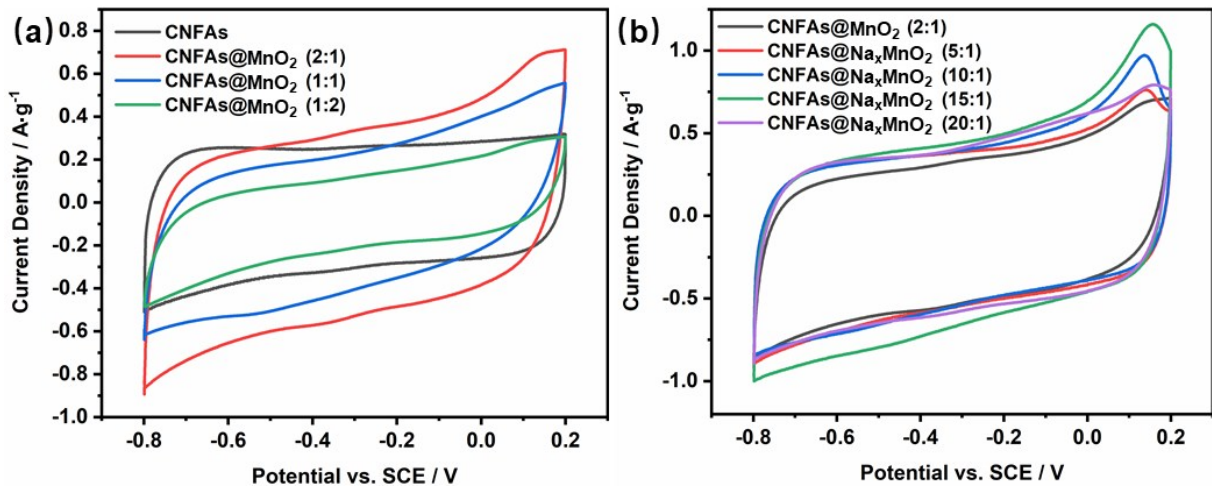 (a)
CNFAs
CNFAs@MnO₂ (2:1)
CNFAs@MnO₂ (1:1)
CNFAs@MnO₂ (1:2)
Current Density / A·g⁻¹
0.8
0.6
0.4
0.2
0.0
-0.2
-0.4
-0.6
-0.8
-1.0
-0.8
-0.6
-0.4
-0.2
0.0
0.2
Potential vs. SCE / V
(b)
CNFAs@MnO₂ (2:1)
CNFAs@NaₓMnO₂ (5:1)
CNFAs@NaₓMnO₂ (10:1)
CNFAs@NaₓMnO₂ (15:1)
CNFAs@NaₓMnO₂ (20:1)
Current Density / A·g⁻¹
1.0
0.5
0.0
-0.5
-1.0
-0.8
-0.6
-0.4
-0.2
0.0
0.2
Potential vs. SCE / V